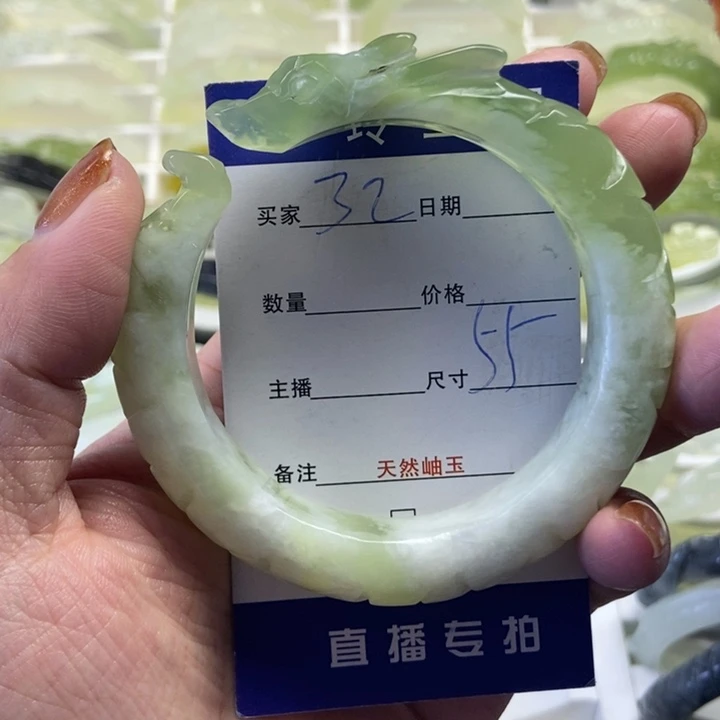 买家 32 日期
数量 价格
主播 尺寸 55
备注 天然岫玉
直播专拍